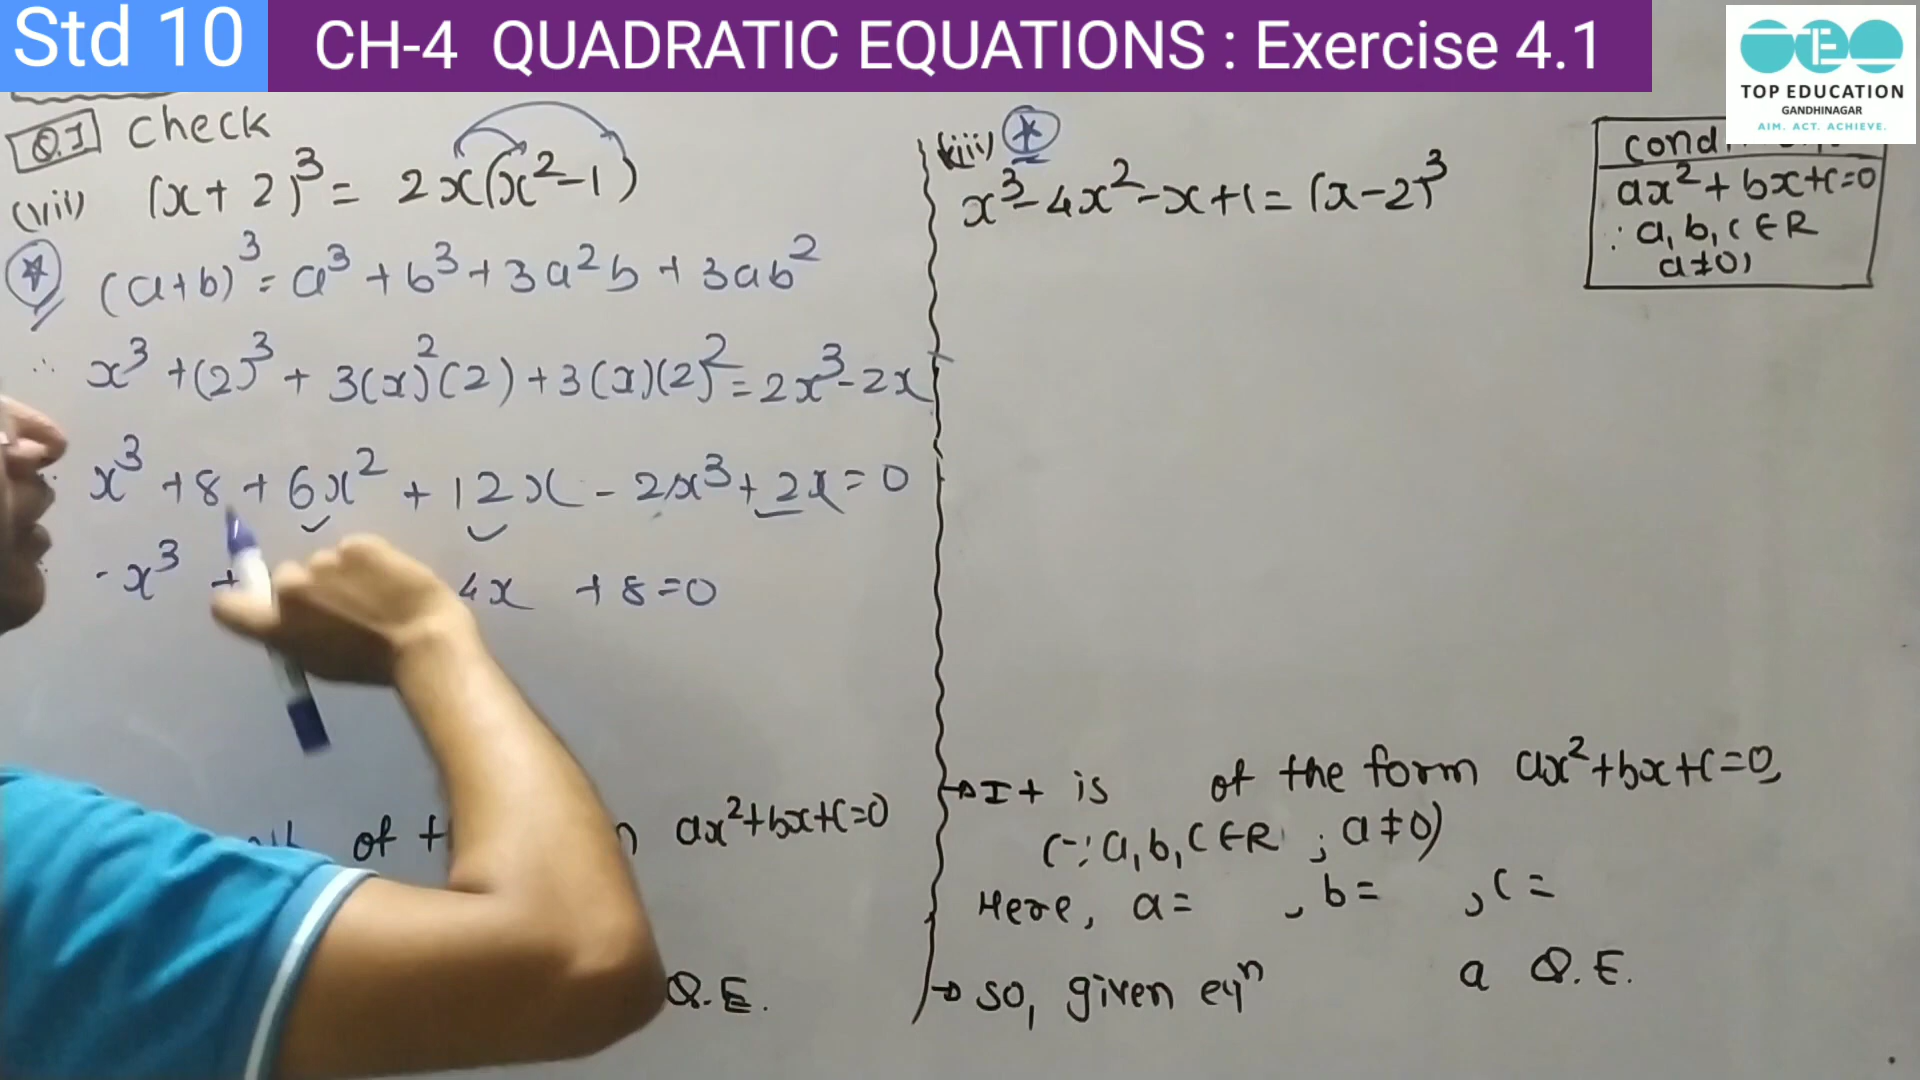 Std 10
CH-4 QUADRATIC EQUATIONS : Exercise 4.1
TOP EDUCATION
GANDHINAGAR
AIM. ACT. ACHIEVE.
Q.1 Check
(vii) (x+2)³ = 2x(x²-1)
(a+b)³ = a³ + b³ + 3a²b + 3ab²
∴ x³ + (2)³ + 3(x)²(2) + 3(x)(2)² = 2x³-2x
x³ + 8 + 6x² + 12x - 2x³ + 2x = 0
-x³ + 4x + 8 = 0
of ax²+bx+c=0
Q.E.
(viii)
x³-4x²-x+1 = (x-2)³
→ It is of the form ax²+bx+c=0,
(∵ a,b,c ∈ R ; a≠0)
Here, a= , b= , c=
→ so, given eqⁿ a Q.E.
cond
ax²+bx+c=0
∵ a,b,c ∈ R
a≠0)